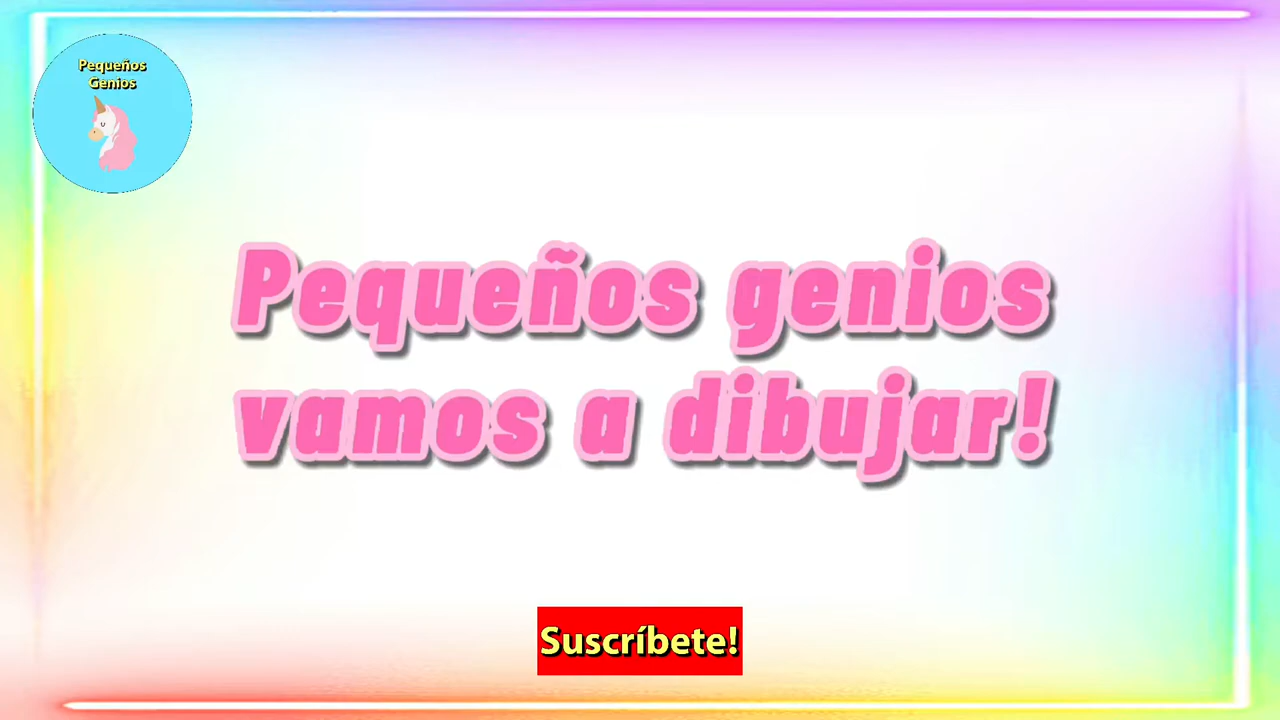 Pequeños
Genios
Pequeños genios
vamos a dibujar!
Suscríbete!